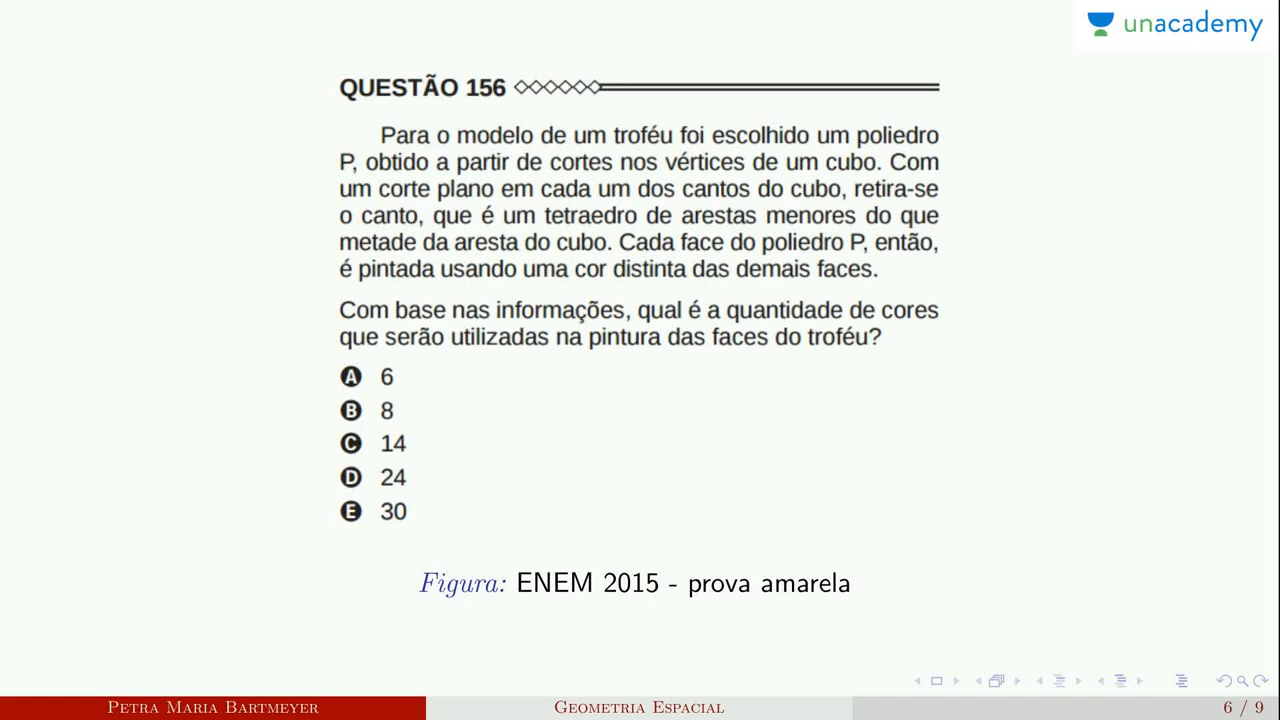 unacademy
QUESTÃO 156
Para o modelo de um troféu foi escolhido um poliedro
P, obtido a partir de cortes nos vértices de um cubo. Com
um corte plano em cada um dos cantos do cubo, retira-se
o canto, que é um tetraedro de arestas menores do que
metade da aresta do cubo. Cada face do poliedro P, então,
é pintada usando uma cor distinta das demais faces.
Com base nas informações, qual é a quantidade de cores
que serão utilizadas na pintura das faces do troféu?
A 6
B 8
C 14
D 24
E 30
Figura: ENEM 2015 - prova amarela
Petra Maria Bartmeyer
Geometria Espacial
6 / 9